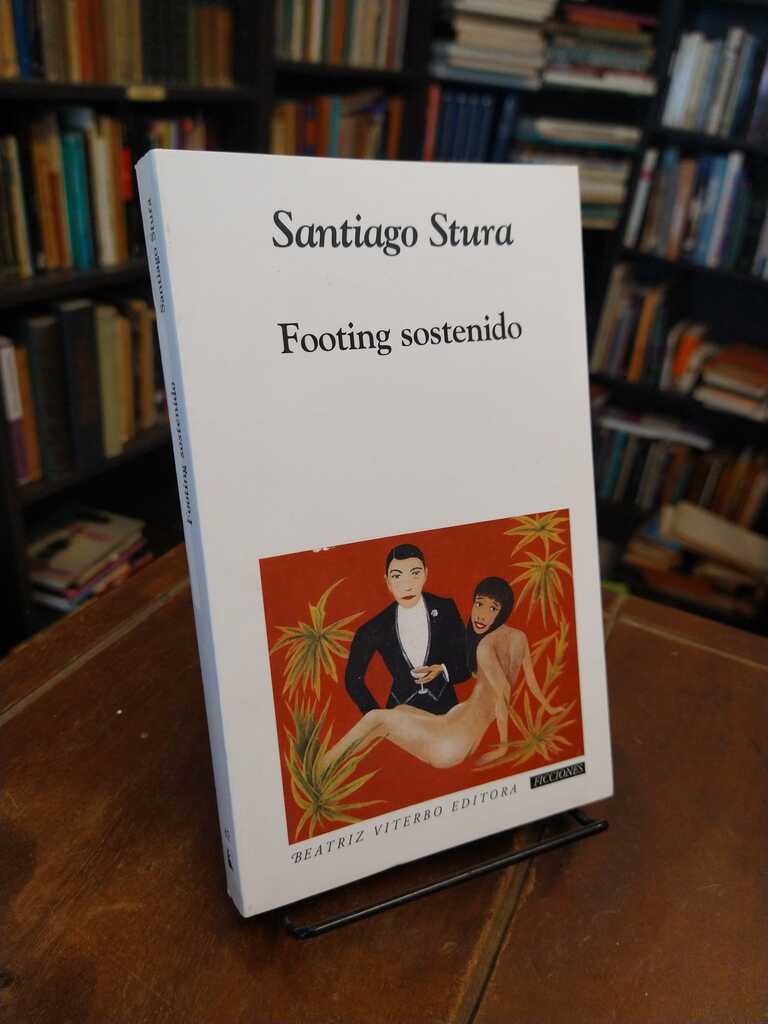 Santiago Stura
Footing sostenido
BEATRIZ VITERBO EDITORA
FICCIONES
Santiago Stura
Footing sostenido